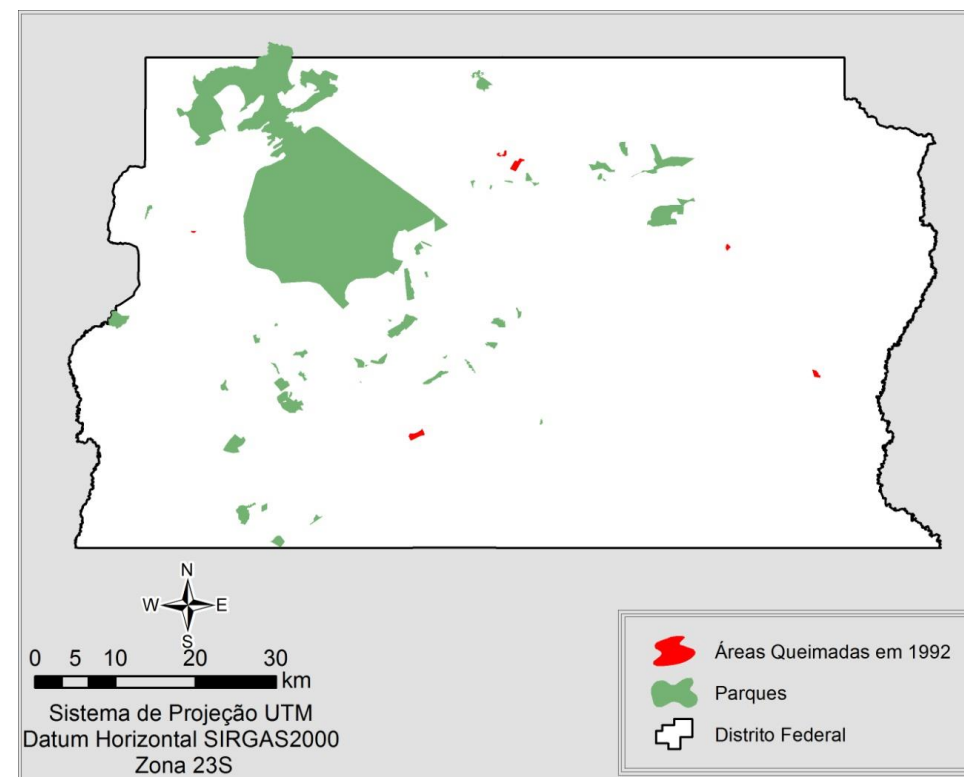 N
W E
S
0 5 10 20 30
km
Sistema de Projeção UTM
Datum Horizontal SIRGAS2000
Zona 23S
Áreas Queimadas em 1992
Parques
Distrito Federal